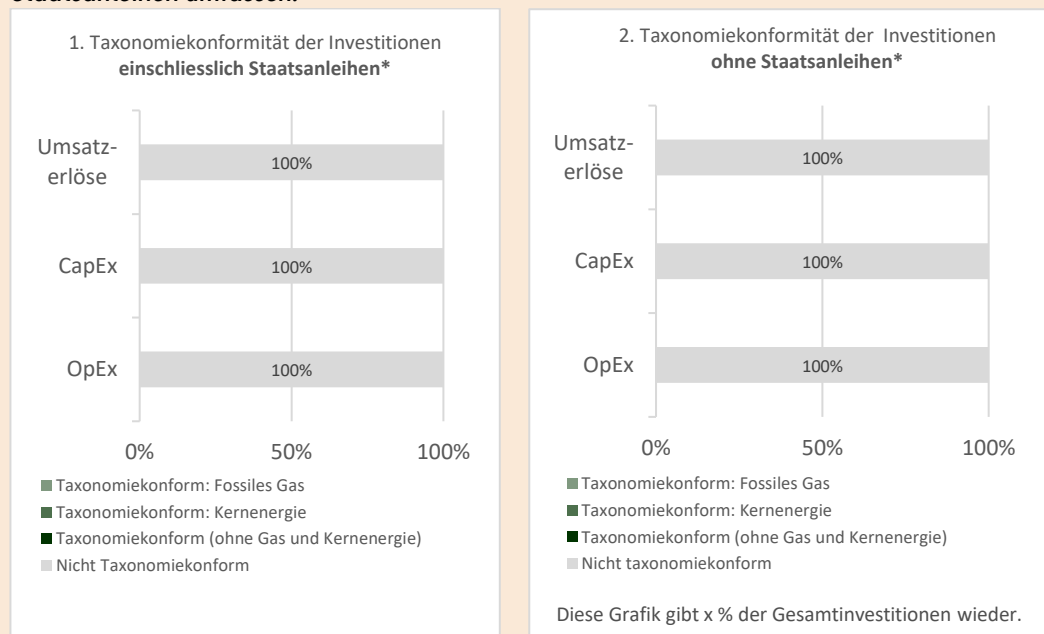 Staatsanleihen umfassen.
1. Taxonomiekonformität der Investitionen
einschliesslich Staatsanleihen*
Umsatz-
erlöse
100%
CapEx
100%
OpEx
100%
0% 50% 100%
Taxonomiekonform: Fossiles Gas
Taxonomiekonform: Kernenergie
Taxonomiekonform (ohne Gas und Kernenergie)
Nicht Taxonomiekonform
2. Taxonomiekonformität der Investitionen
ohne Staatsanleihen*
Umsatz-
erlöse
100%
CapEx
100%
OpEx
100%
0% 50% 100%
Taxonomiekonform: Fossiles Gas
Taxonomiekonform: Kernenergie
Taxonomiekonform (ohne Gas und Kernenergie)
Nicht taxonomiekonform
Diese Grafik gibt x % der Gesamtinvestitionen wieder.